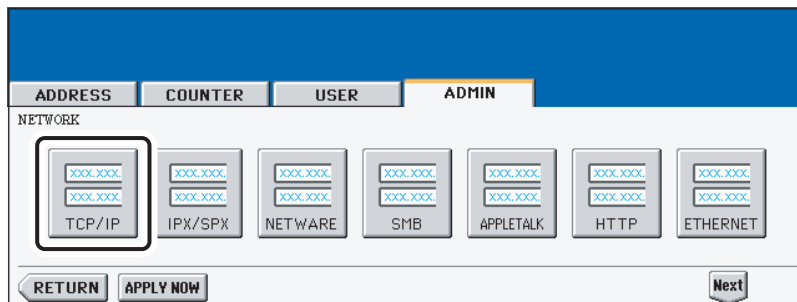 ADDRESS COUNTER USER ADMIN
NETWORK
XXX.XXX. XXX.XXX. XXX.XXX. XXX.XXX. XXX.XXX. XXX.XXX. XXX.XXX.
XXX.XXX. XXX.XXX. XXX.XXX. XXX.XXX. XXX.XXX. XXX.XXX. XXX.XXX.
TCP/IP IPX/SPX NETWARE SMB APPLETALK HTTP ETHERNET
RETURN APPLY NOW Next